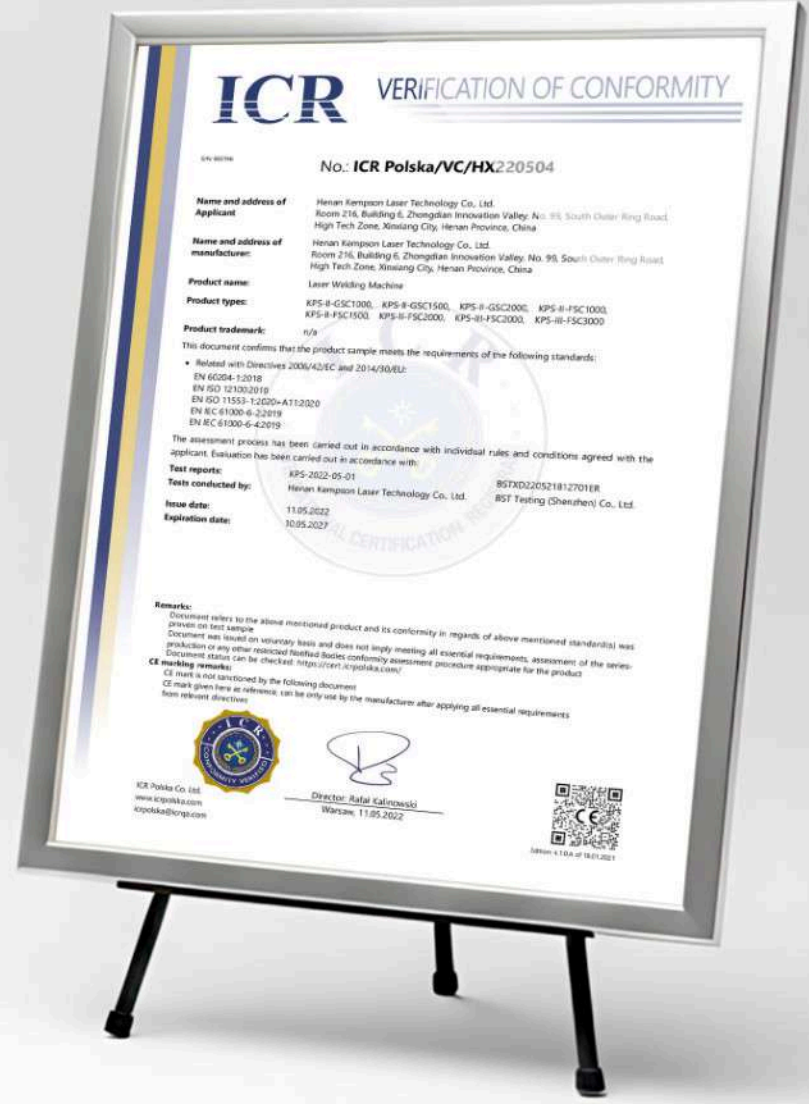 ICR VERIFICATION OF CONFORMITY
No.: ICR Polska/VC/HX220504
Name and address of Applicant
Henan Kempson Laser Technology Co., Ltd.
Room 216, Building 6, Zhongdian Innovation Valley. No. 99, South Outer Ring Road,
High Tech Zone, Xinxiang City, Henan Province, China
Name and address of manufacturer:
Henan Kempson Laser Technology Co., Ltd.
Room 216, Building 6, Zhongdian Innovation Valley. No. 99, South Outer Ring Road,
High Tech Zone, Xinxiang City, Henan Province, China
Product name: Laser Welding Machine
Product types: KPS-II-GSC1000, KPS-II-GSC1500, KPS-II-GSC2000, KPS-II-FSC1000,
KPS-II-FSC1500, KPS-II-FSC2000, KPS-III-FSC2000, KPS-III-FSC3000
Product trademark: n/a
This document confirms that the product sample meets the requirements of the following standards:
• Related with Directives 2006/42/EC and 2014/30/EU:
EN 60204-1:2018
EN ISO 12100:2010
EN ISO 11553-1:2020+A11:2020
EN IEC 61000-6-2:2019
EN IEC 61000-6-4:2019
The assessment process has been carried out in accordance with individual rules and conditions agreed with the
applicant. Evaluation has been carried out in accordance with:
Test reports: KPS-2022-05-01 BSTXD220521812701ER
Tests conducted by: Henan Kempson Laser Technology Co., Ltd. BST Testing (Shenzhen) Co., Ltd.
Issue date: 11.05.2022
Expiration date: 10.05.2027
Remarks:
Document refers to the above mentioned product and its conformity in regards of above mentioned standard(s) was
proven on test sample
Document was issued on voluntary basis and does not imply meeting all essential requirements, assessment of the series-
production or any other restricted Notified Bodies conformity assessment procedure appropriate for the product
Document status can be checked: https://cert.icrpolska.com/
CE marking remarks:
CE mark is not sanctioned by the following document
CE mark given here as reference, can be only use by the manufacturer after applying all essential requirements
from relevant directives
ICR
CONFORMITY VERIFIED
ICR Polska Co. Ltd.
www.icrpolska.com
icrpolska@icrqa.com
Director: Rafał Kalinowski
Warsaw, 11.05.2022
CE